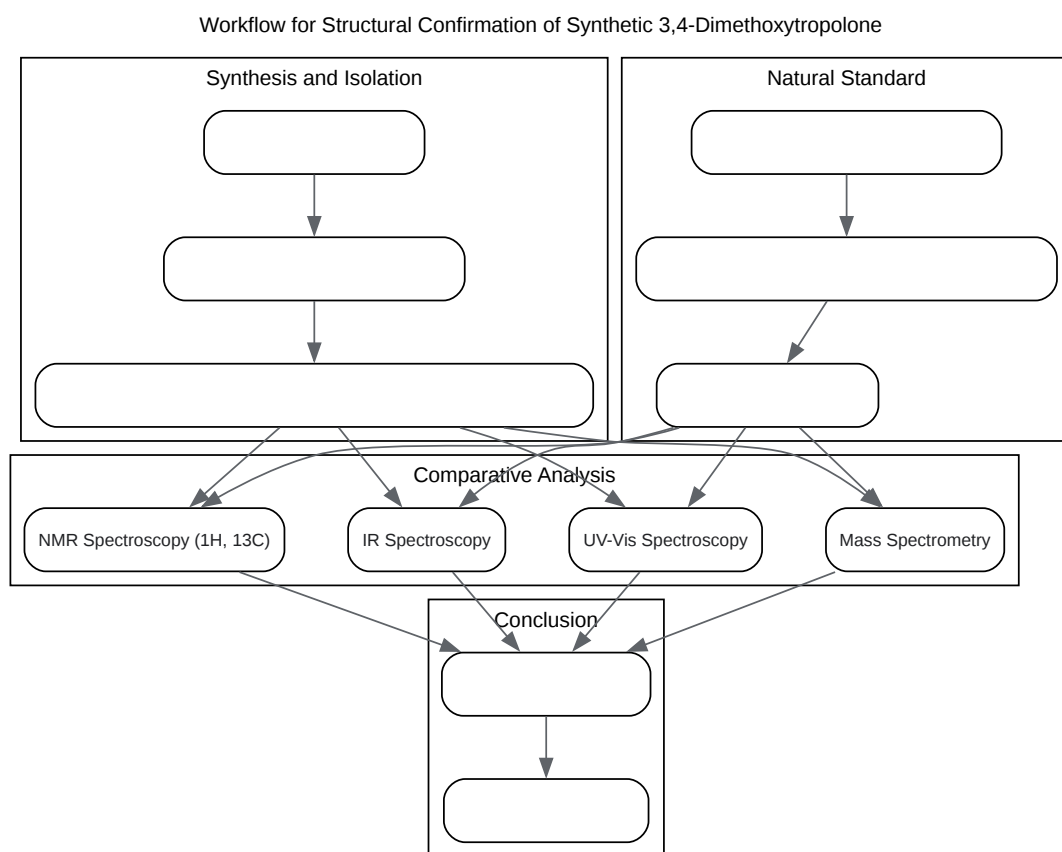 Workflow for Structural Confirmation of Synthetic 3,4-Dimethoxytropolone
Synthesis and Isolation
Natural Standard
Comparative Analysis
NMR Spectroscopy (1H, 13C)
IR Spectroscopy
UV-Vis Spectroscopy
Mass Spectrometry
Conclusion